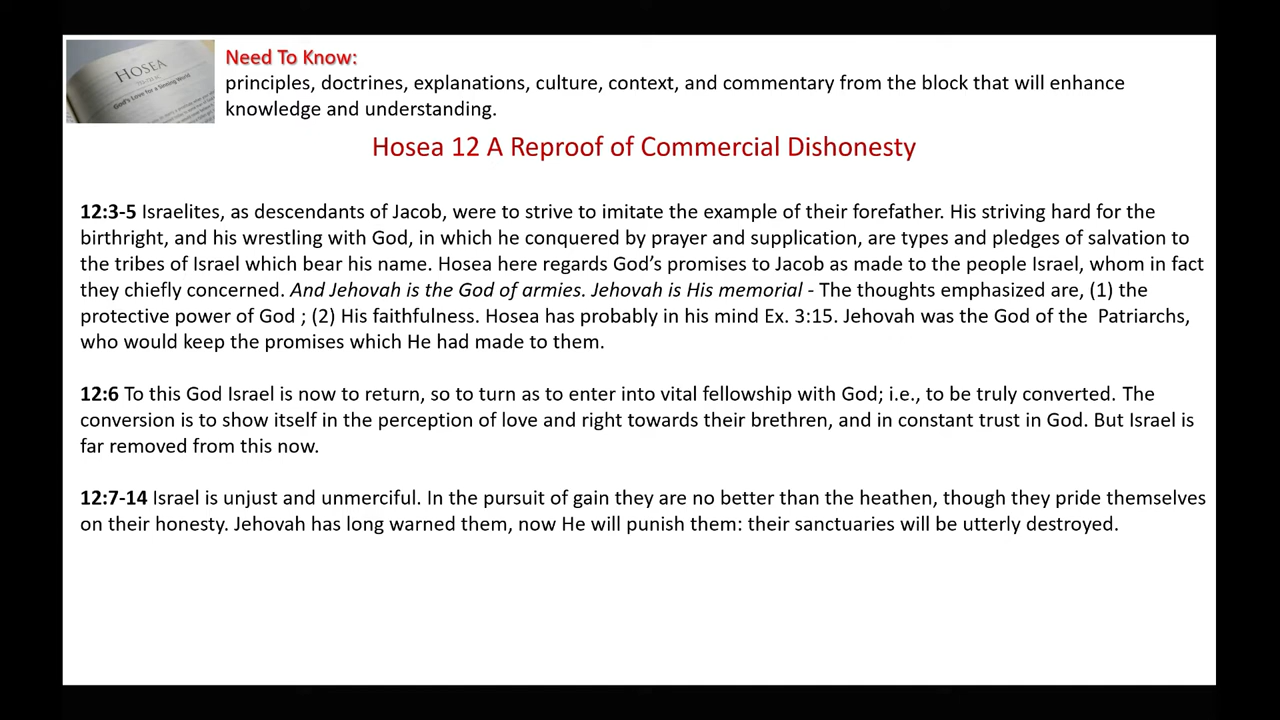 HOSEA
God's Love for a Sinning World
Need To Know:
principles, doctrines, explanations, culture, context, and commentary from the block that will enhance
knowledge and understanding.
Hosea 12 A Reproof of Commercial Dishonesty
12:3-5 Israelites, as descendants of Jacob, were to strive to imitate the example of their forefather. His striving hard for the
birthright, and his wrestling with God, in which he conquered by prayer and supplication, are types and pledges of salvation to
the tribes of Israel which bear his name. Hosea here regards God’s promises to Jacob as made to the people Israel, whom in fact
they chiefly concerned. And Jehovah is the God of armies. Jehovah is His memorial - The thoughts emphasized are, (1) the
protective power of God ; (2) His faithfulness. Hosea has probably in his mind Ex. 3:15. Jehovah was the God of the  Patriarchs,
who would keep the promises which He had made to them.
12:6 To this God Israel is now to return, so to turn as to enter into vital fellowship with God; i.e., to be truly converted. The
conversion is to show itself in the perception of love and right towards their brethren, and in constant trust in God. But Israel is
far removed from this now.
12:7-14 Israel is unjust and unmerciful. In the pursuit of gain they are no better than the heathen, though they pride themselves
on their honesty. Jehovah has long warned them, now He will punish them: their sanctuaries will be utterly destroyed.